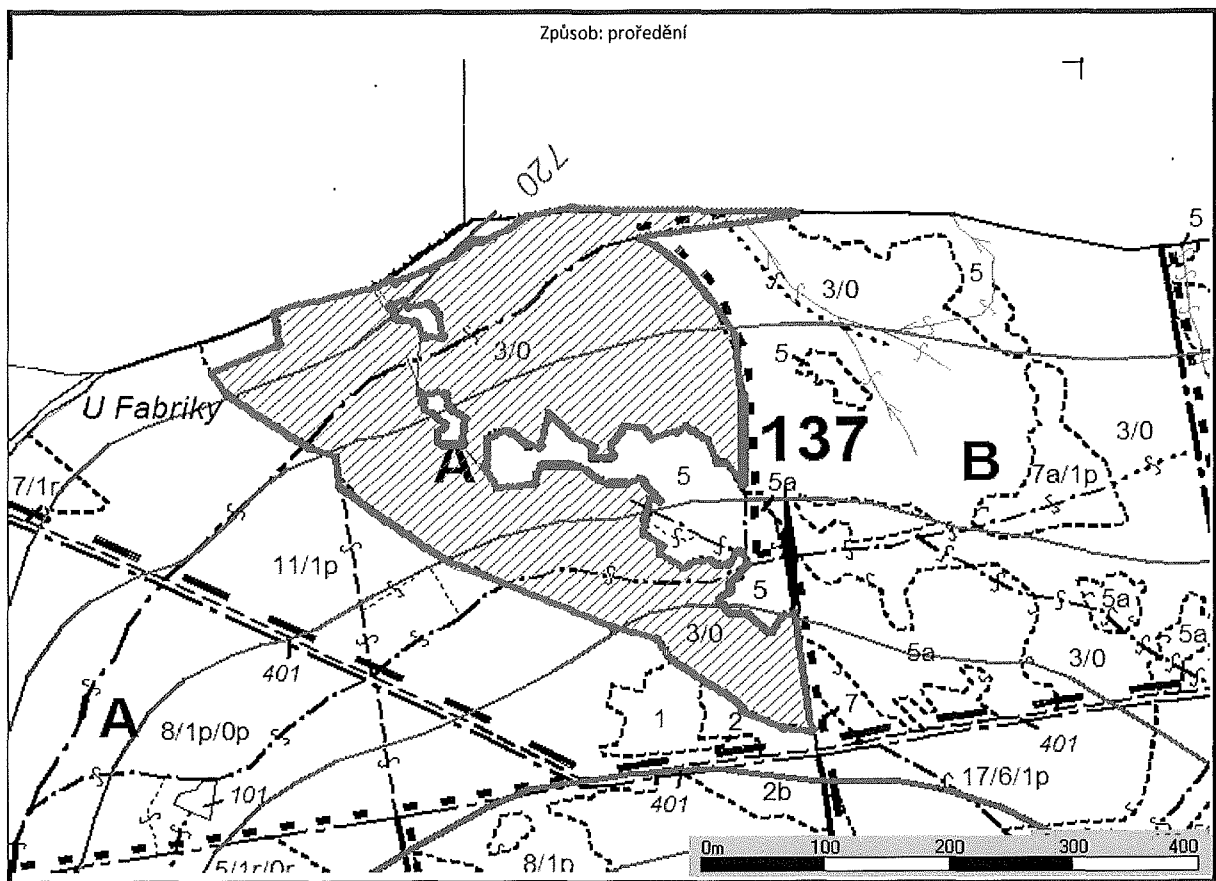 Způsob: proředění
720
5
3/0
5
3/0
5
U Fabriky
137
A
B
3/0
7/1r
5
5a
7a/1p
11/1p
5
5a
3/0
5a
5a
3/0
401
A
1
2
7
8/1p/0p
401
17/6/1p
101
401
2b
5/1r/0r
8/1p
0m 100 200 300 400